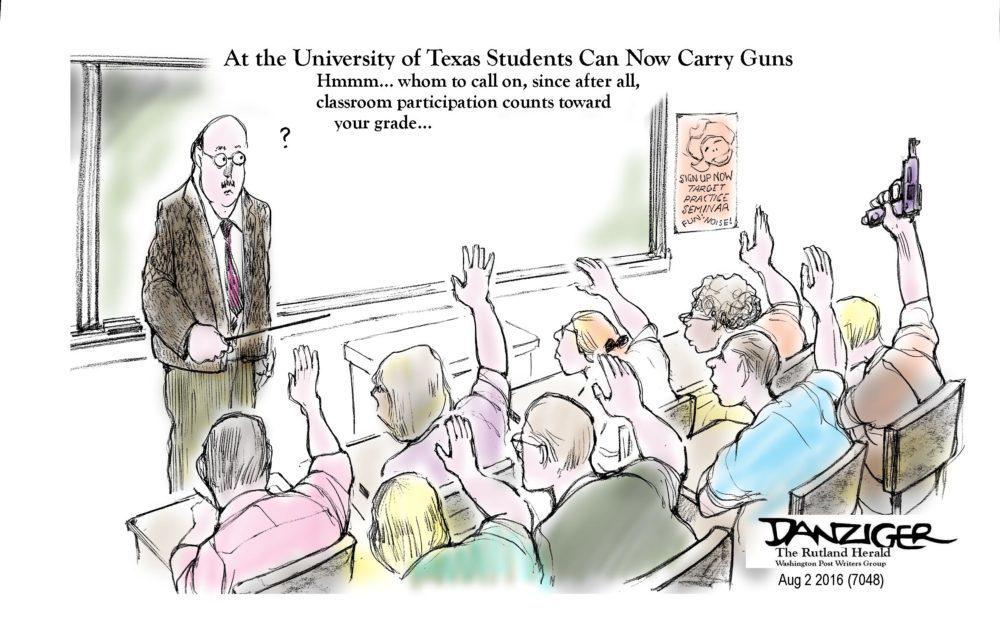 At the University of Texas Students Can Now Carry Guns
Hmmm... whom to call on, since after all,
classroom participation counts toward
your grade...
?
SIGN UP NOW
TARGET
PRACTICE
SEMINAR
FUN! NOISE!
DANZIGER
The Rutland Herald
Washington Post Writers Group
Aug 2 2016 (7048)